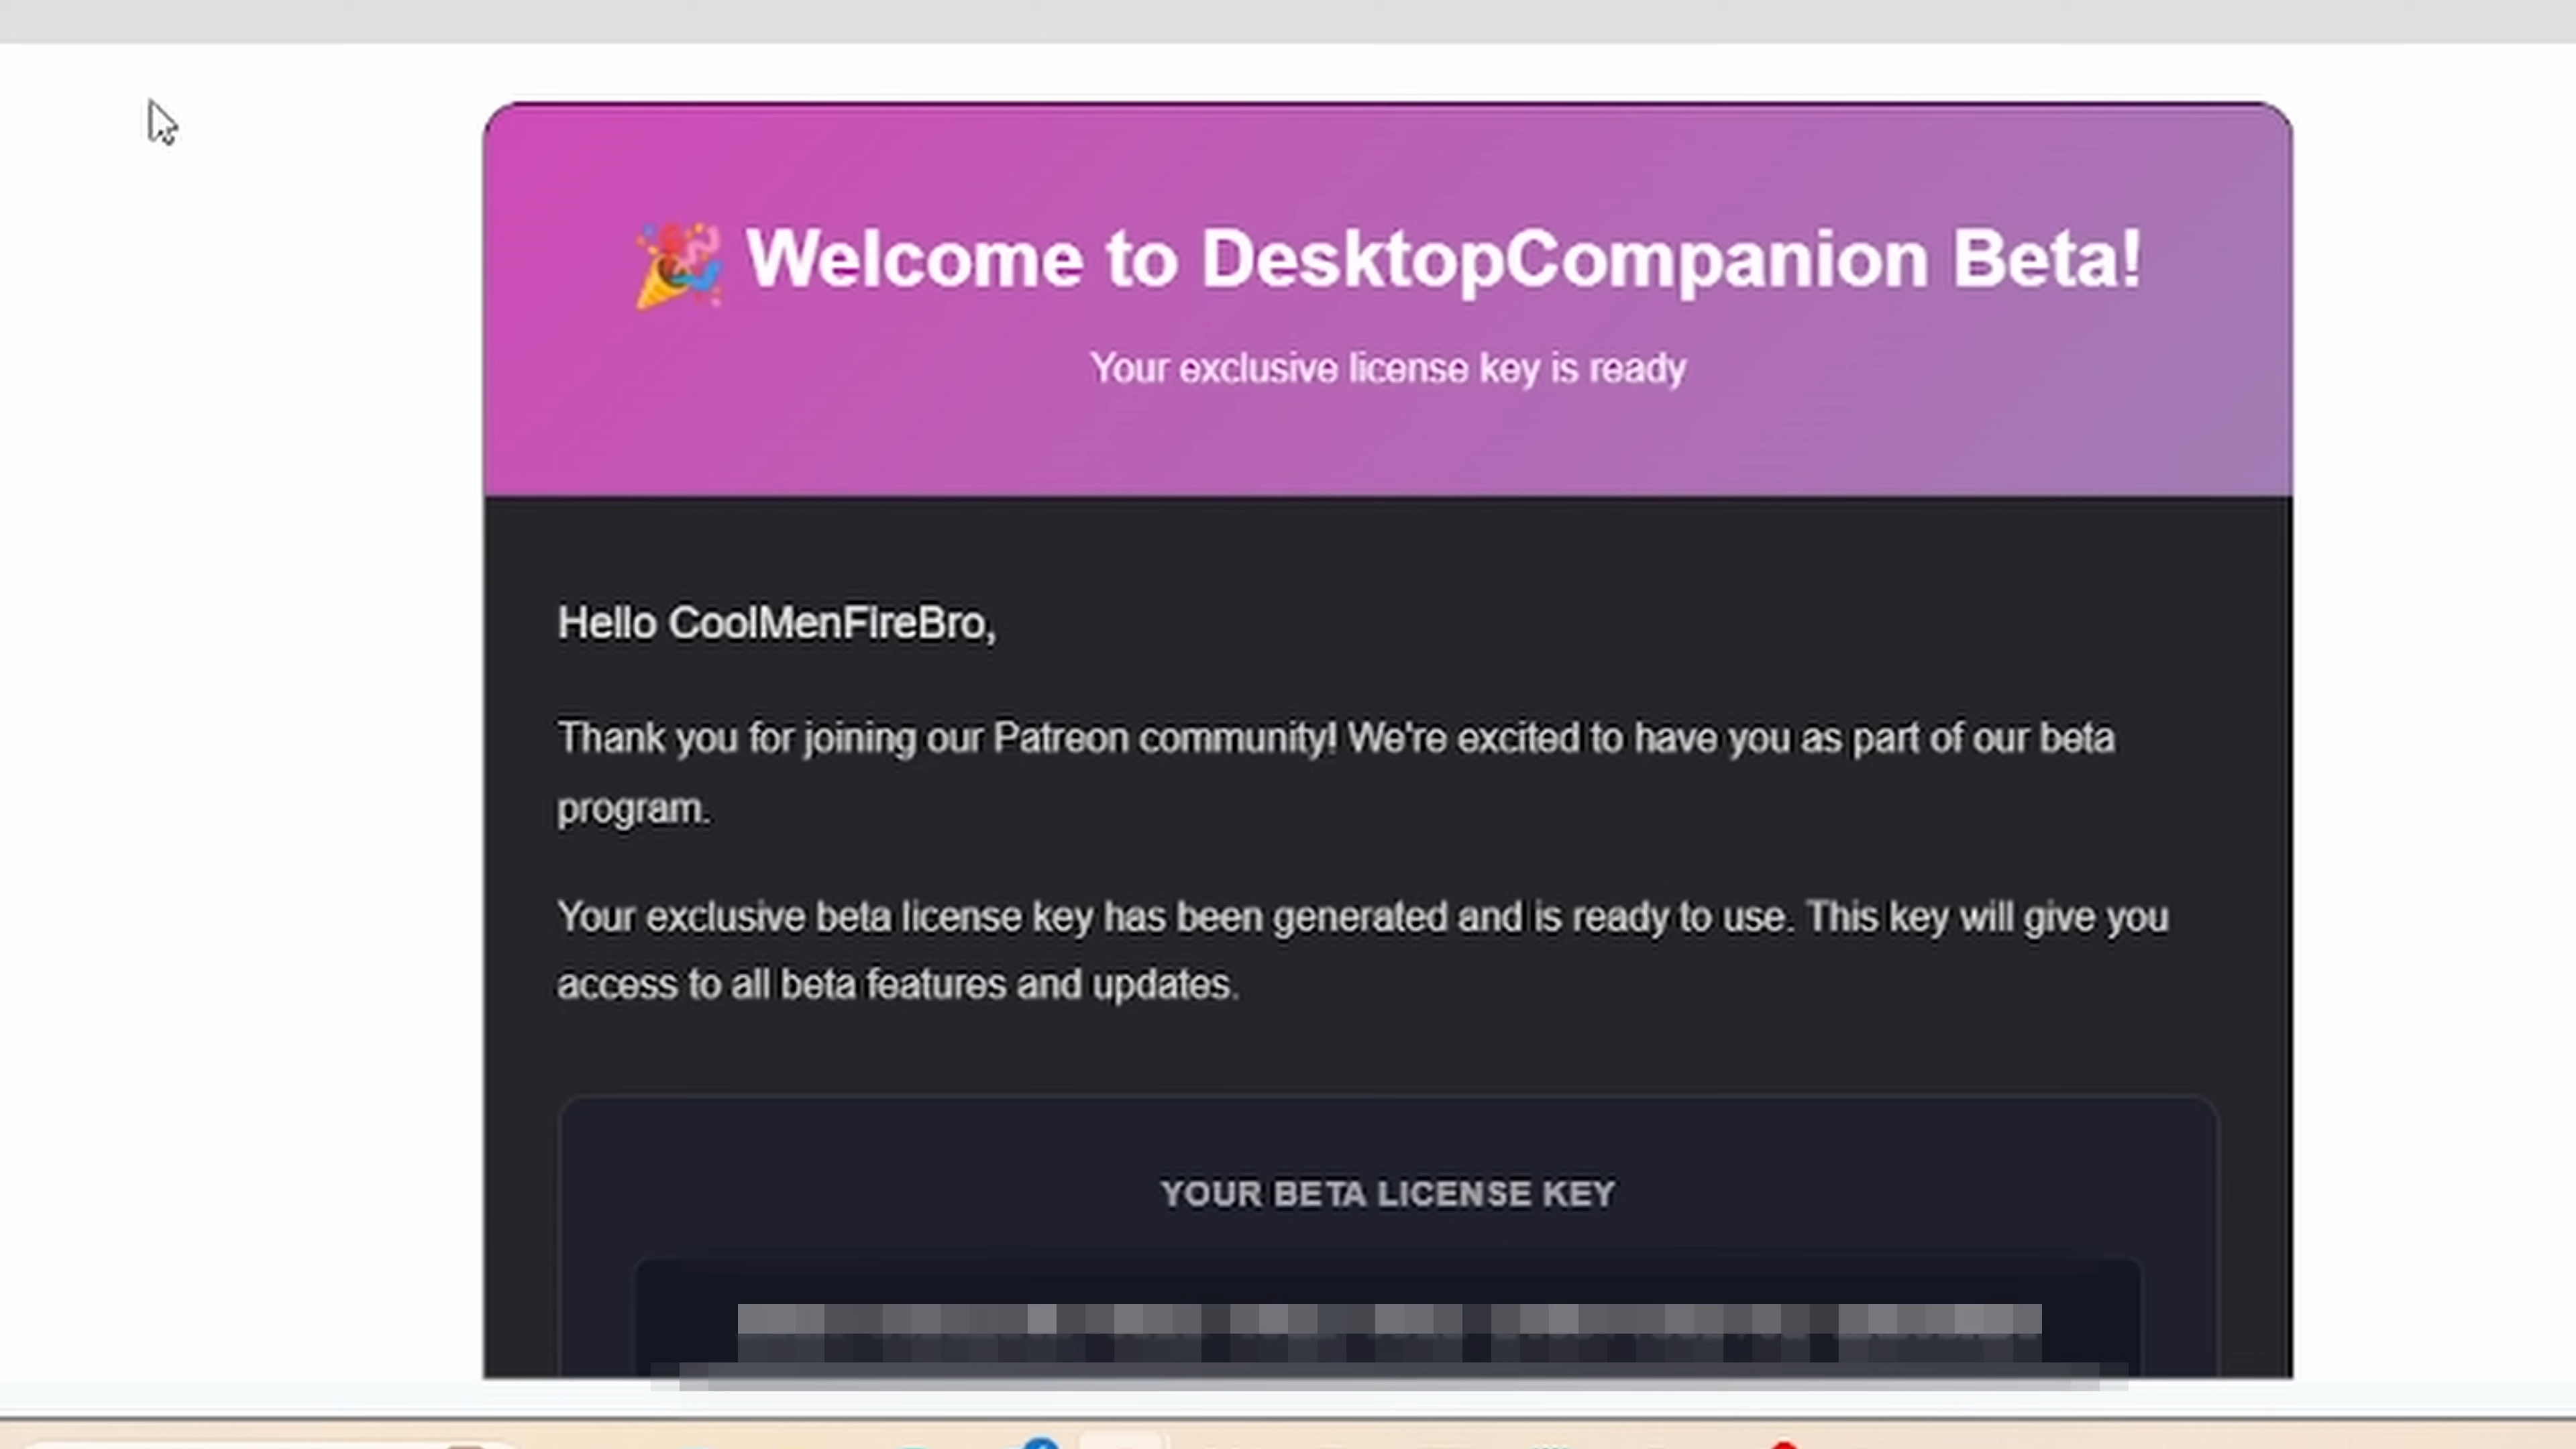 🎉 Welcome to DesktopCompanion Beta!
Your exclusive license key is ready
Hello CoolMenFireBro,
Thank you for joining our Patreon community! We're excited to have you as part of our beta
program.
Your exclusive beta license key has been generated and is ready to use. This key will give you
access to all beta features and updates.
YOUR BETA LICENSE KEY